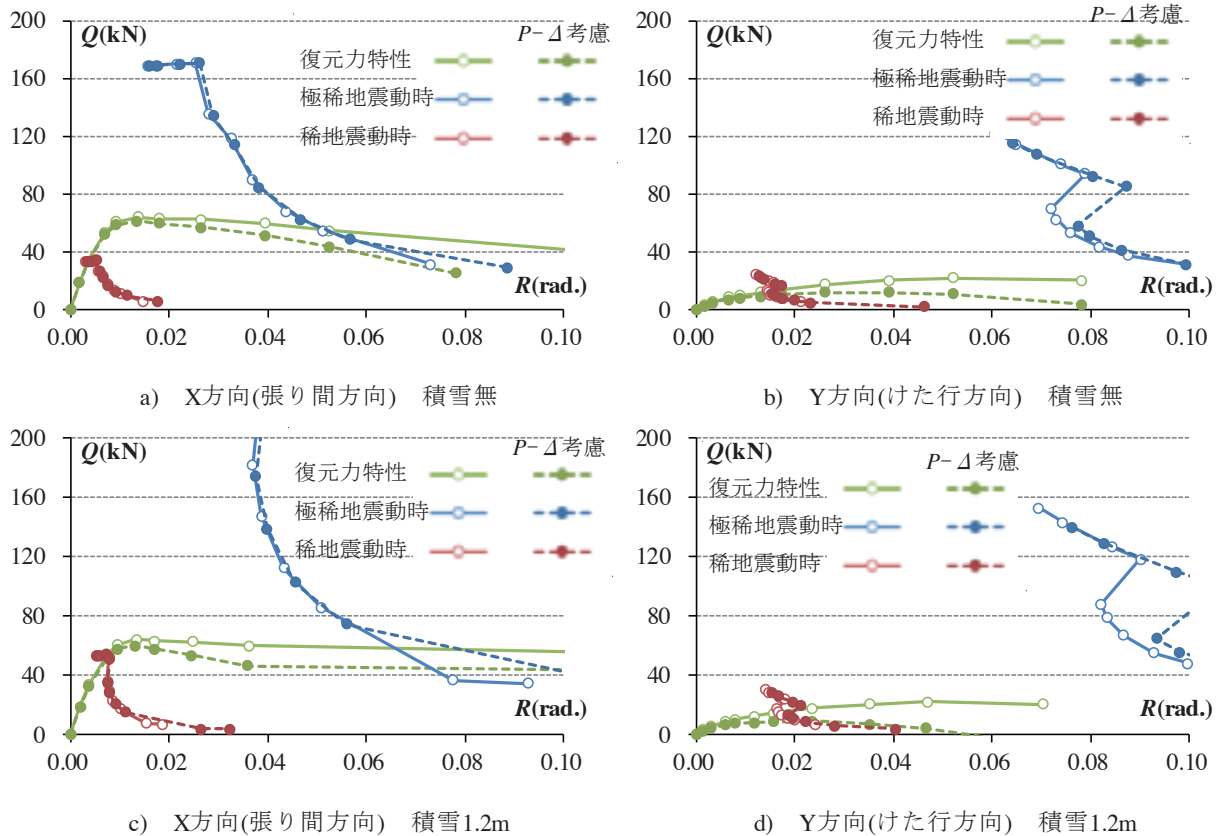 Q(kN)
P-Δ考慮
復元力特性
極稀地震動時
稀地震動時
200
160
120
80
40
0
R(rad.)
0.00 0.02 0.04 0.06 0.08 0.10
a) X方向(張り間方向) 積雪無
Q(kN)
P-Δ考慮
復元力特性
極稀地震動時
稀地震動時
200
160
120
80
40
0
R(rad.)
0.00 0.02 0.04 0.06 0.08 0.10
b) Y方向(けた行方向) 積雪無
Q(kN)
P-Δ考慮
復元力特性
極稀地震動時
稀地震動時
200
160
120
80
40
0
R(rad.)
0.00 0.02 0.04 0.06 0.08 0.10
c) X方向(張り間方向) 積雪1.2m
Q(kN)
P-Δ考慮
復元力特性
極稀地震動時
稀地震動時
200
160
120
80
40
0
R(rad.)
0.00 0.02 0.04 0.06 0.08 0.10
d) Y方向(けた行方向) 積雪1.2m